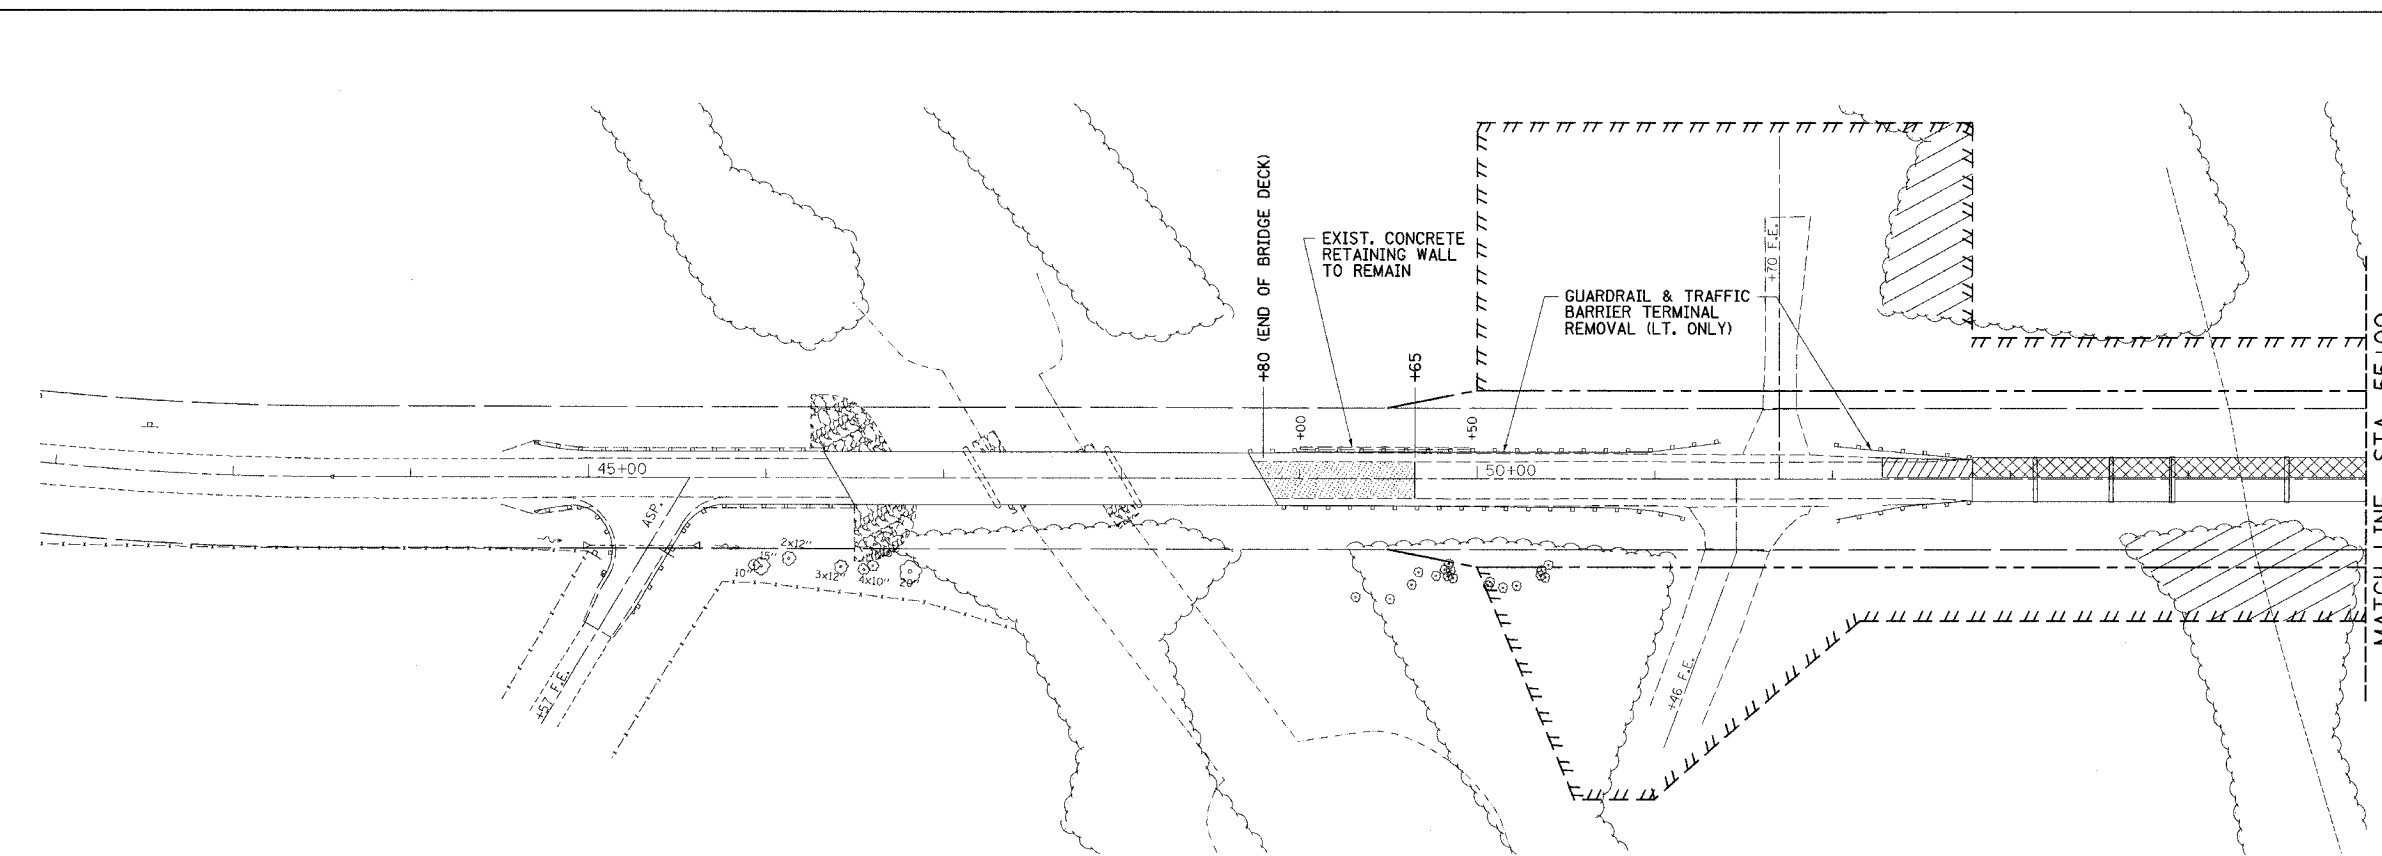 +80 (END OF BRIDGE DECK)
EXIST. CONCRETE
RETAINING WALL
TO REMAIN
+65
GUARDRAIL & TRAFFIC
BARRIER TERMINAL
REMOVAL (LT. ONLY)
+70 F.E.
+00
+50
45+00
50+00
ASP.
10"
15"
2x12"
3x12"
4x10"
20"
+57 F.E.
+46 F.E.
MATCH LINE STA. 55+00